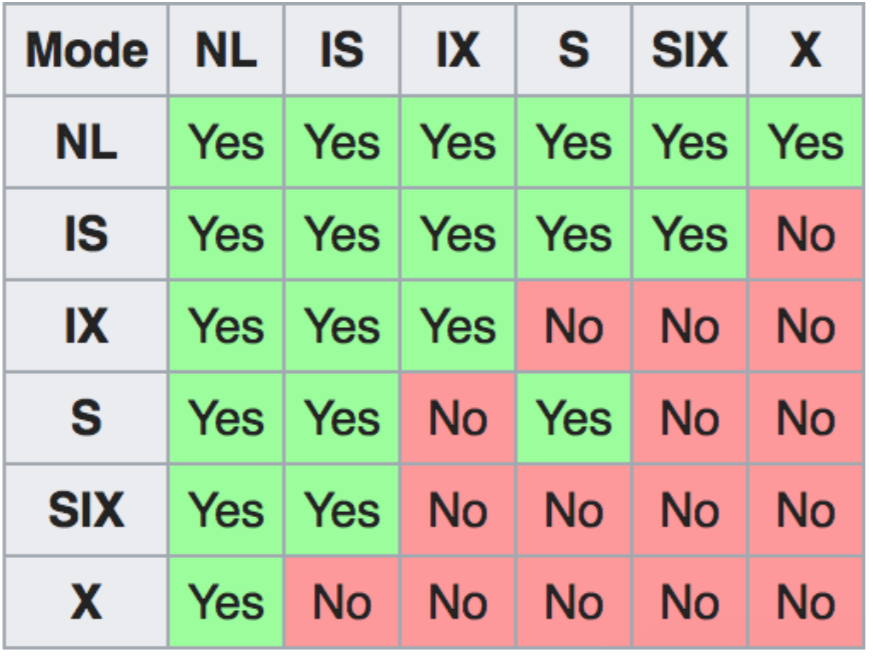 Mode NL IS IX S SIX X
NL Yes Yes Yes Yes Yes Yes
IS Yes Yes Yes Yes Yes No
IX Yes Yes Yes No No No
S Yes Yes No Yes No No
SIX Yes Yes No No No No
X Yes No No No No No